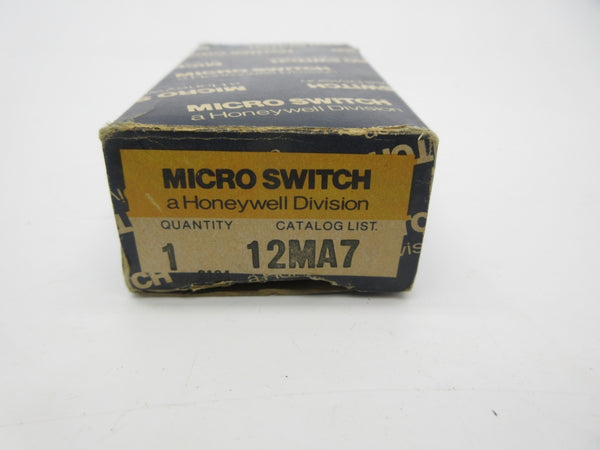 MICRO SWITCH
a Honeywell Division
MICRO SWITCH
a Honeywell Division
QUANTITY CATALOG LIST.
1 12MA7